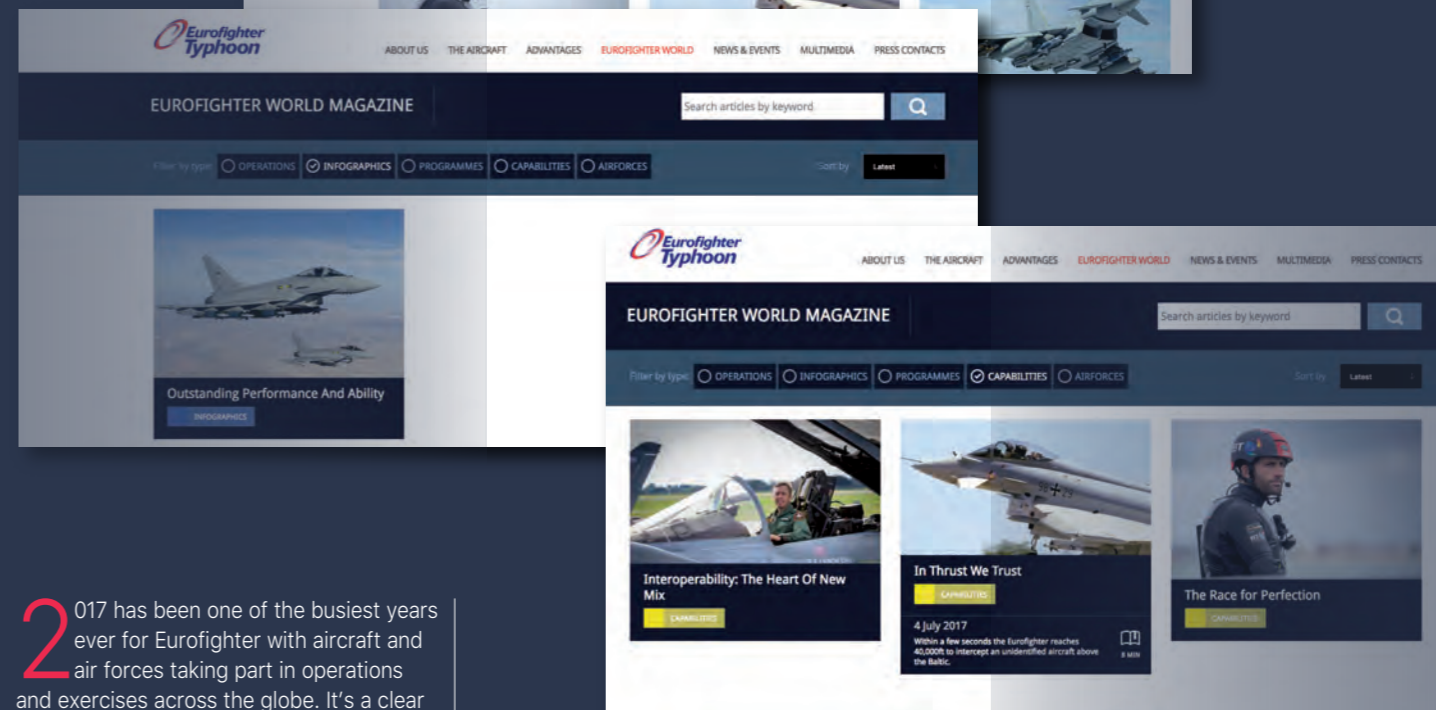 Eurofighter
Typhoon
ABOUT US THE AIRCRAFT ADVANTAGES EUROFIGHTER WORLD NEWS & EVENTS MULTIMEDIA PRESS CONTACTS
EUROFIGHTER WORLD MAGAZINE
Search articles by keyword
Filter by type: OPERATIONS INFOGRAPHICS PROGRAMMES CAPABILITIES AIRFORCES
Sort by Latest
Outstanding Performance And Ability
INFOGRAPHICS
Eurofighter
Typhoon
ABOUT US THE AIRCRAFT ADVANTAGES EUROFIGHTER WORLD NEWS & EVENTS MULTIMEDIA PRESS CONTACTS
EUROFIGHTER WORLD MAGAZINE
Search articles by keyword
Filter by type: OPERATIONS INFOGRAPHICS PROGRAMMES CAPABILITIES AIRFORCES
Sort by Latest
Interoperability: The Heart Of New
Mix
CAPABILITIES
98+29
In Thrust We Trust
CAPABILITIES
4 July 2017
Within a few seconds the Eurofighter reaches
40,000ft to intercept an unidentified aircraft above
the Baltic.
8 MIN
The Race for Perfection
CAPABILITIES
2017 has been one of the busiest years
ever for Eurofighter with aircraft and
air forces taking part in operations
and exercises across the globe. It's a clear